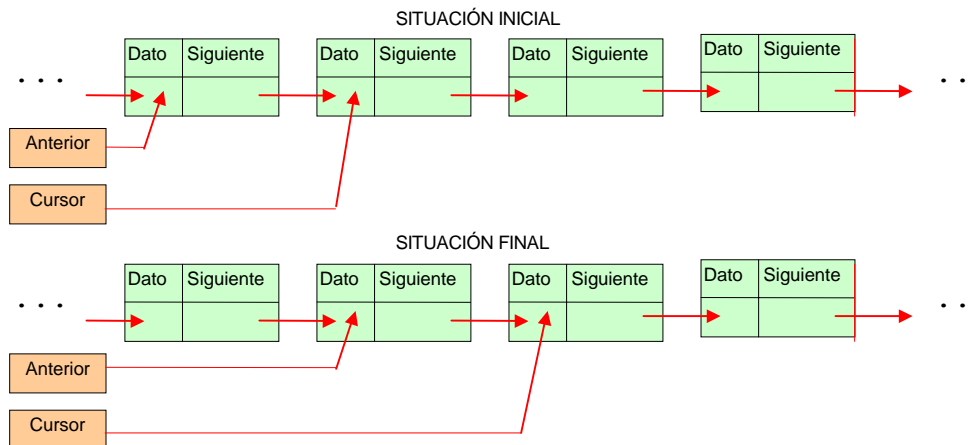 SITUACIÓN INICIAL
Dato Siguiente Dato Siguiente Dato Siguiente Dato Siguiente
. . . . .
Anterior
Cursor
SITUACIÓN FINAL
Dato Siguiente Dato Siguiente Dato Siguiente Dato Siguiente
. . . . .
Anterior
Cursor